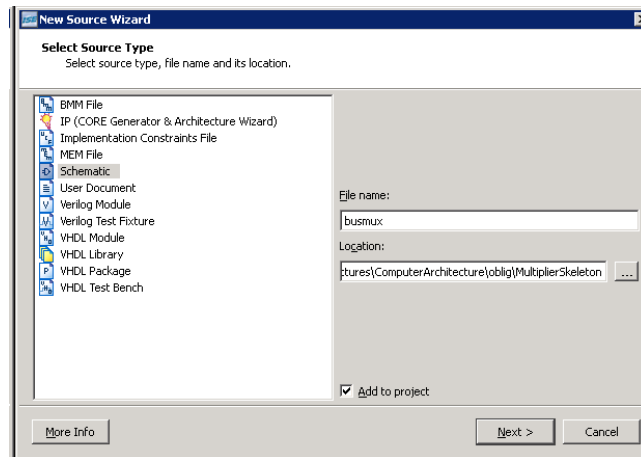 ISE New Source Wizard
Select Source Type
Select source type, file name and its location.
BMM File
IP (CORE Generator & Architecture Wizard)
Implementation Constraints File
MEM File
Schematic
User Document
Verilog Module
Verilog Test Fixture
VHDL Module
VHDL Library
VHDL Package
VHDL Test Bench
File name:
busmux
Location:
ctures\ComputerArchitecture\oblig\MultiplierSkeleton
...
Add to project
More Info
Next >
Cancel